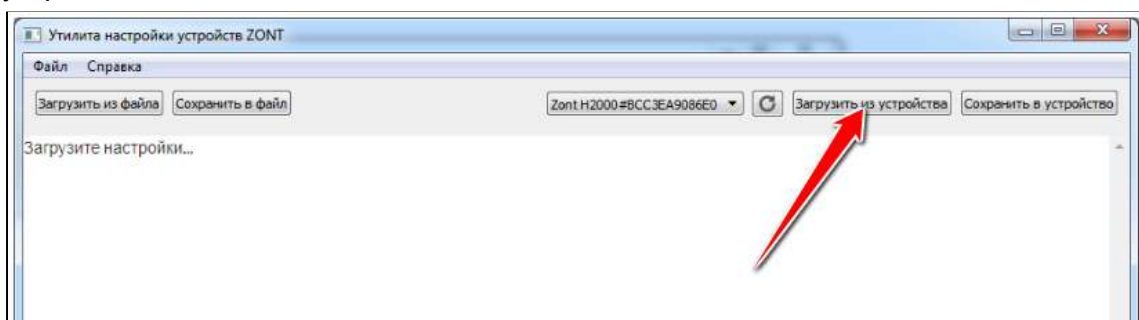 Утилита настройки устройств ZONT
Файл Справка
Загрузить из файла Сохранить в файл Zont H2000#8CC3EA9086E0 Загрузить из устройства Сохранить в устройство
Загрузите настройки...